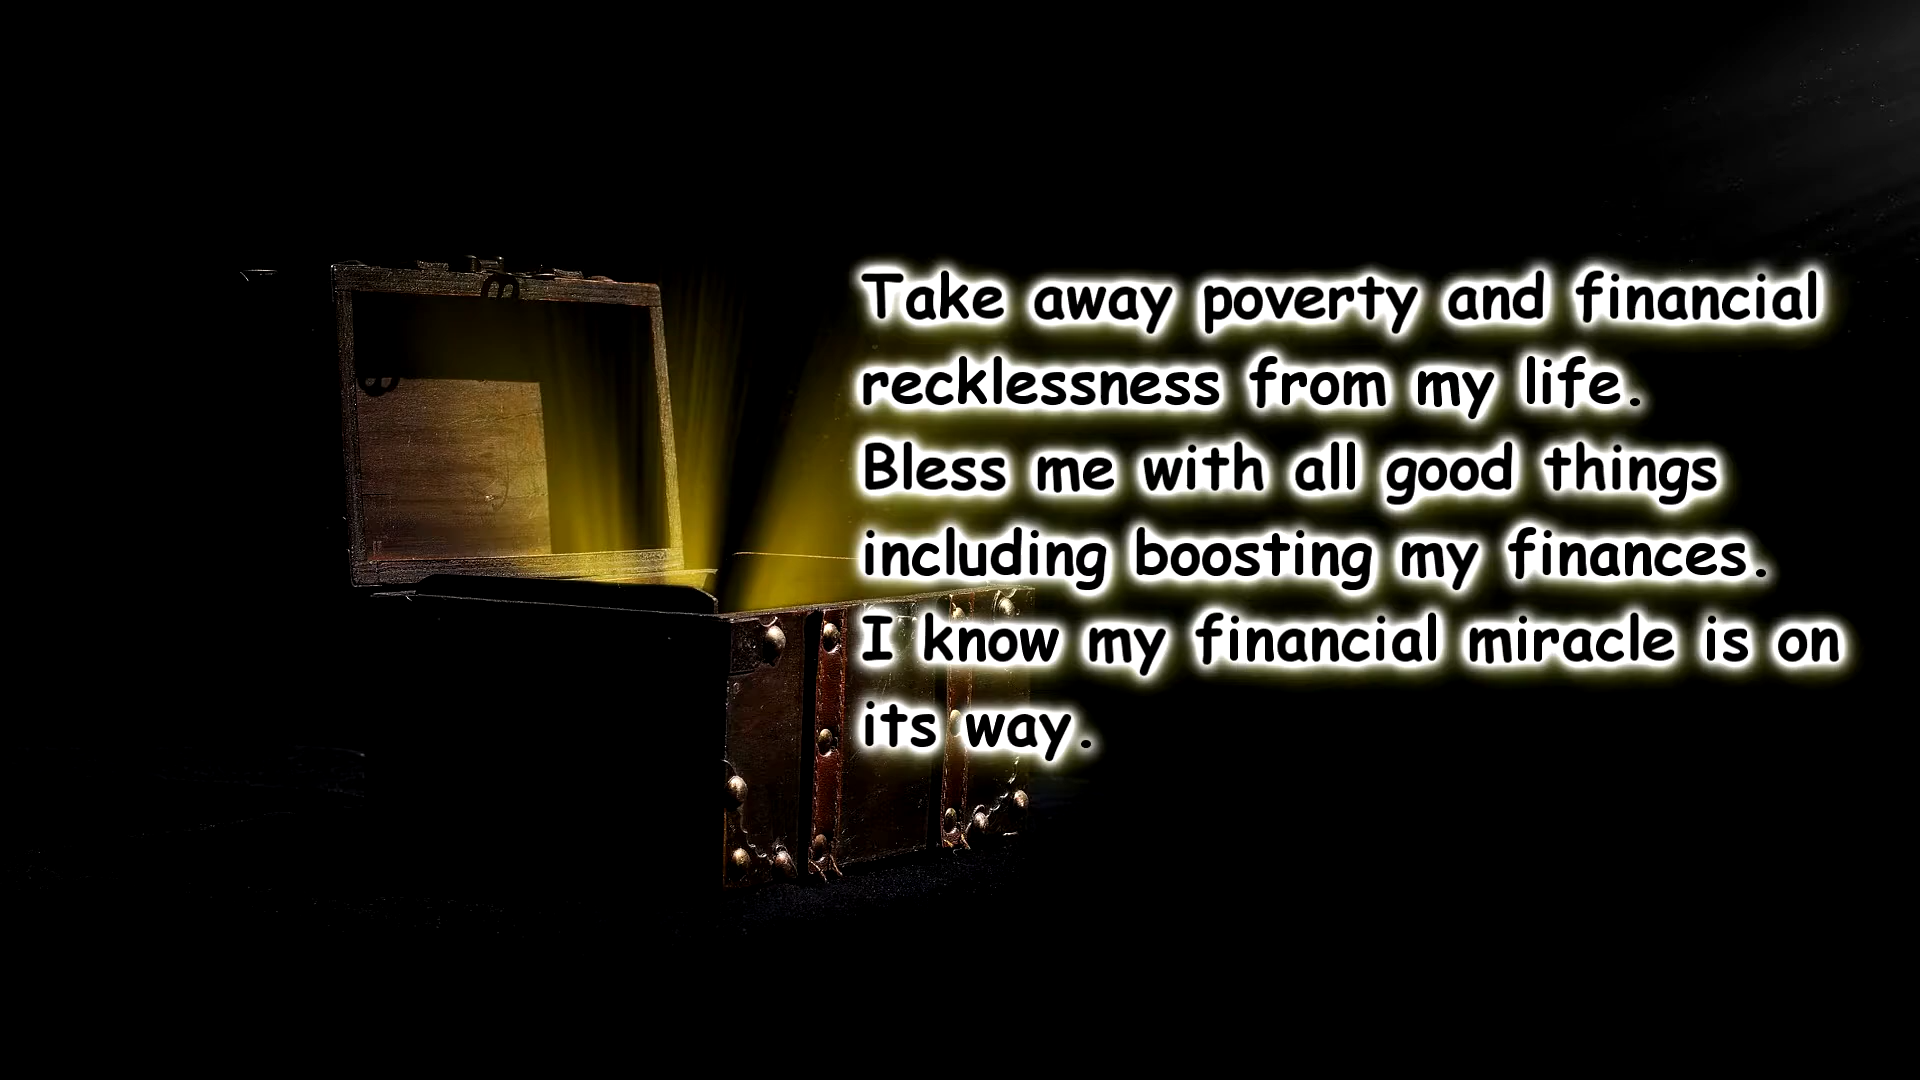 Take away poverty and financial
recklessness from my life.
Bless me with all good things
including boosting my finances.
I know my financial miracle is on
its way.